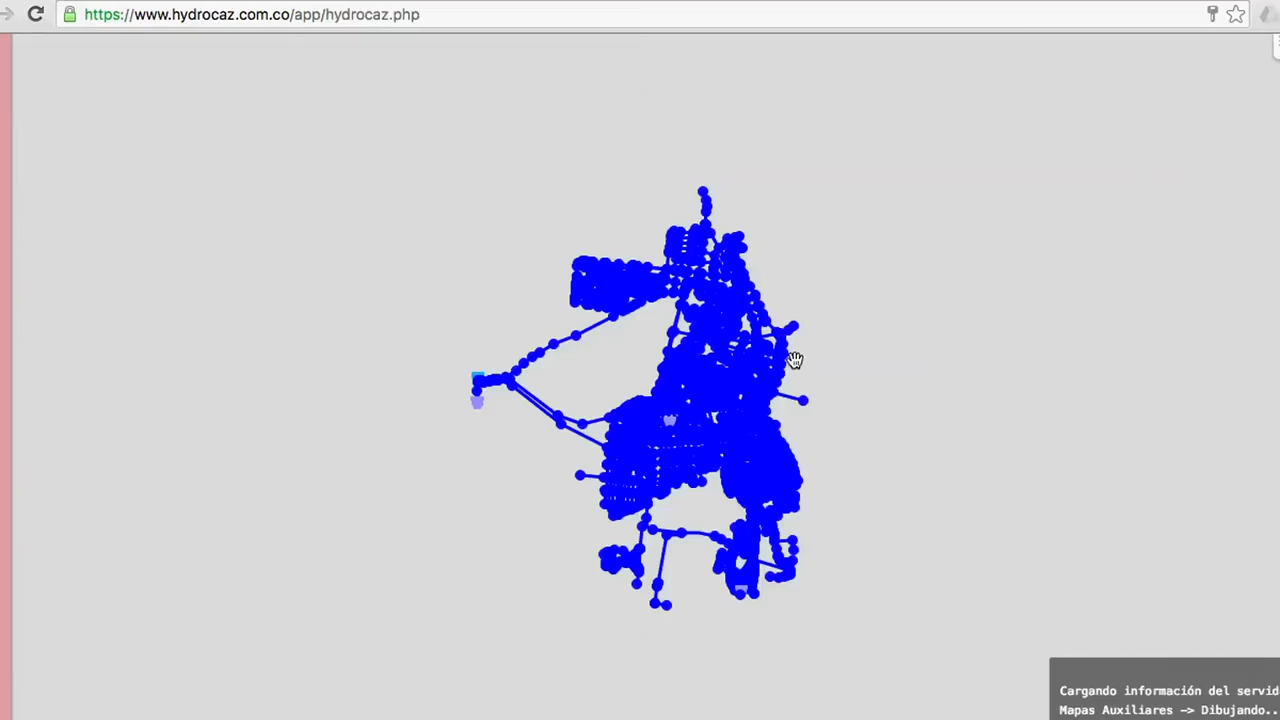 https://www.hydrocaz.com.co/app/hydrocaz.php
Cargando información del servid
Mapas Auxiliares —> Dibujando..